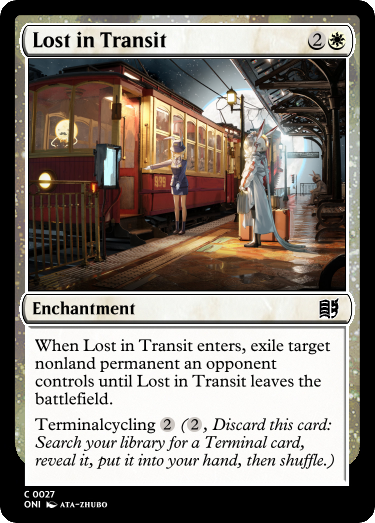 Lost in Transit 2
939
Enchantment
When Lost in Transit enters, exile target
nonland permanent an opponent
controls until Lost in Transit leaves the
battlefield.
Terminalcycling 2 (2, Discard this card:
Search your library for a Terminal card,
reveal it, put it into your hand, then shuffle.)
C 0027
ONI ATA-ZHUBO